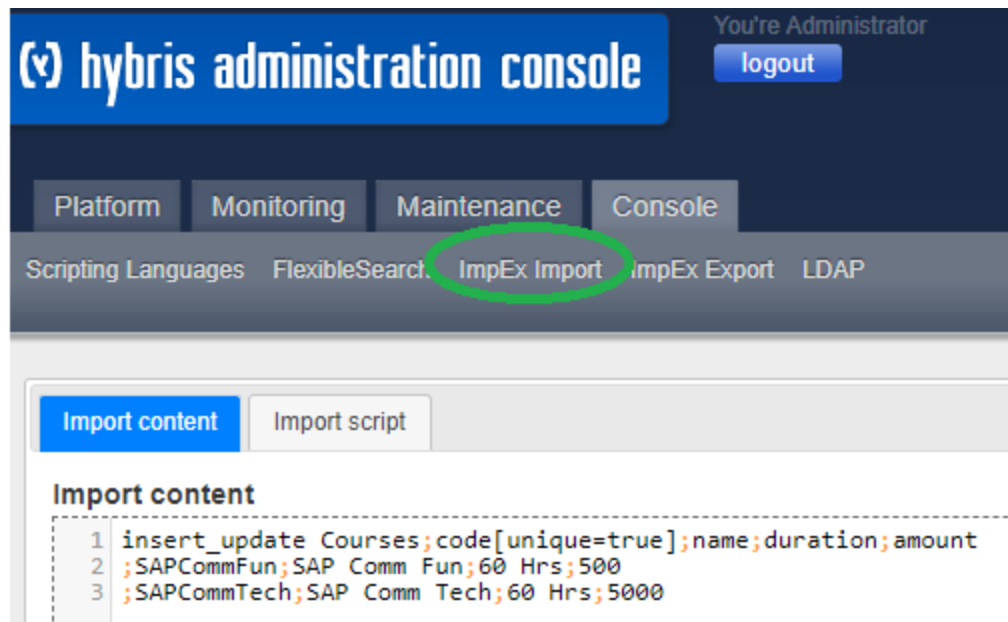 You're Administrator
(y) hybris administration console
logout
Platform Monitoring Maintenance Console
Scripting Languages FlexibleSearch ImpEx Import ImpEx Export LDAP
Import content Import script
Import content
1 insert_update Courses;code[unique=true];name;duration;amount
2 ;SAPCommFun;SAP Comm Fun;60 Hrs;500
3 ;SAPCommTech;SAP Comm Tech;60 Hrs;5000